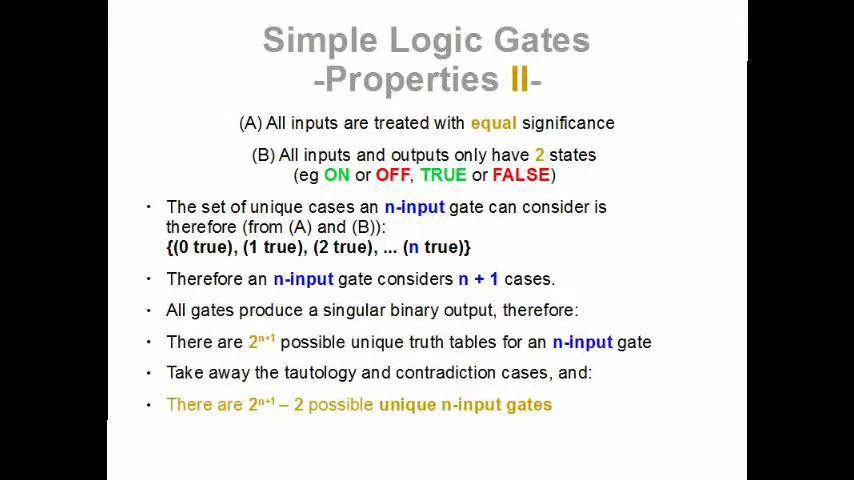 Simple Logic Gates
-Properties II-
(A) All inputs are treated with equal significance
(B) All inputs and outputs only have 2 states
(eg ON or OFF, TRUE or FALSE)
• The set of unique cases an n-input gate can consider is
therefore (from (A) and (B)):
{(0 true), (1 true), (2 true), ... (n true)}
• Therefore an n-input gate considers n + 1 cases.
• All gates produce a singular binary output, therefore:
• There are 2ⁿ⁺¹ possible unique truth tables for an n-input gate
• Take away the tautology and contradiction cases, and:
• There are 2ⁿ⁺¹ – 2 possible unique n-input gates